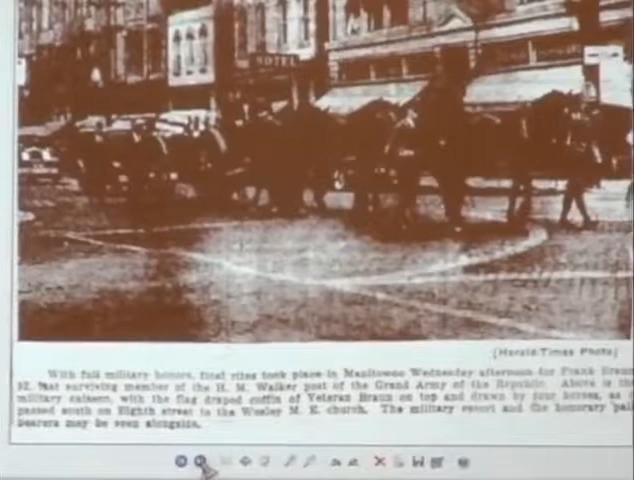 HOTEL
(Herald-Times Photo)
With full military honors, final rites took place in Manitowoc Wednesday afternoon for Frank Braun
92, last surviving member of the H. M. Walker post of the Grand Army of the Republic. Above is the
military caisson, with the flag draped coffin of Veteran Braun on top and drawn by four horses, as
passed south on Eighth street to the Wesley M. E. church. The military escort and the honorary pall
bearers may be seen alongside.